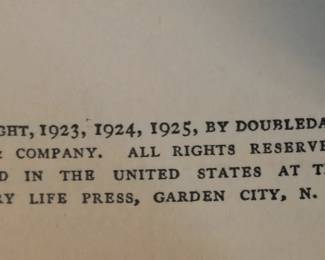 GHT, 1923, 1924, 1925, BY DOUBLEDA
& COMPANY. ALL RIGHTS RESERVE
D IN THE UNITED STATES AT T
RY LIFE PRESS, GARDEN CITY, N.